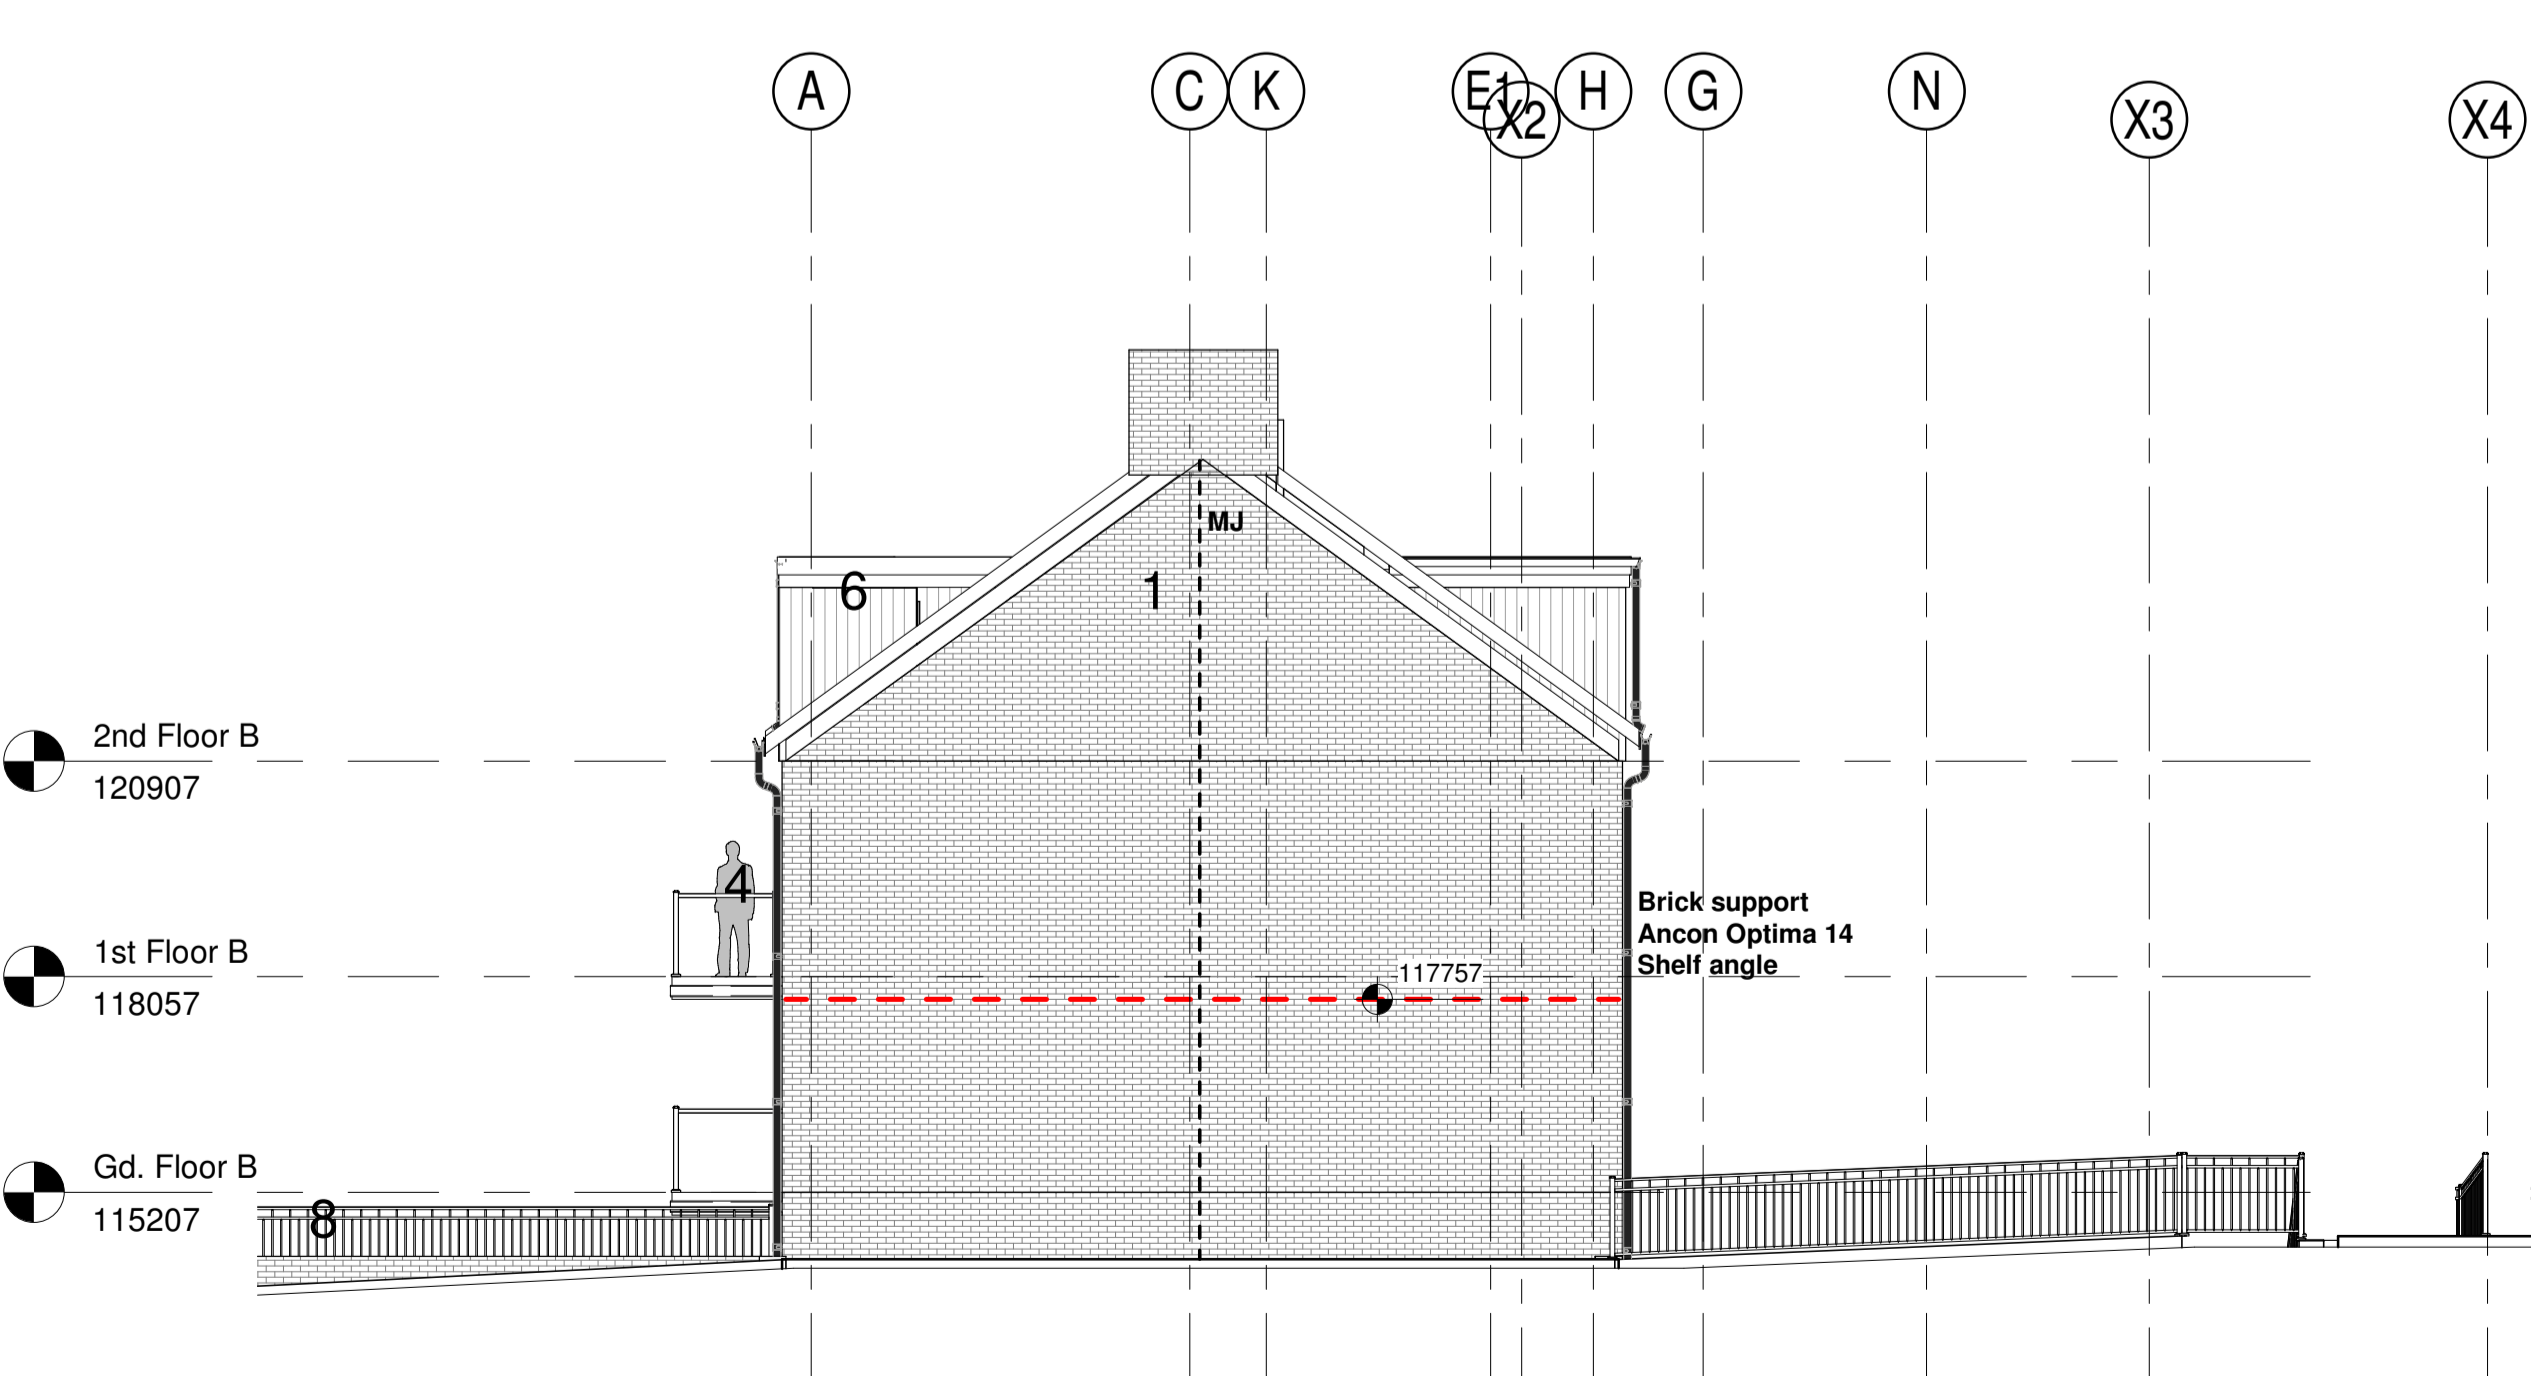 A
C
K
E1
X2
H
G
N
X3
X4
MJ
6
1
2nd Floor B
120907
4
Brick support
Ancon Optima 14
Shelf angle
1st Floor B
118057
117757
Gd. Floor B
115207
8